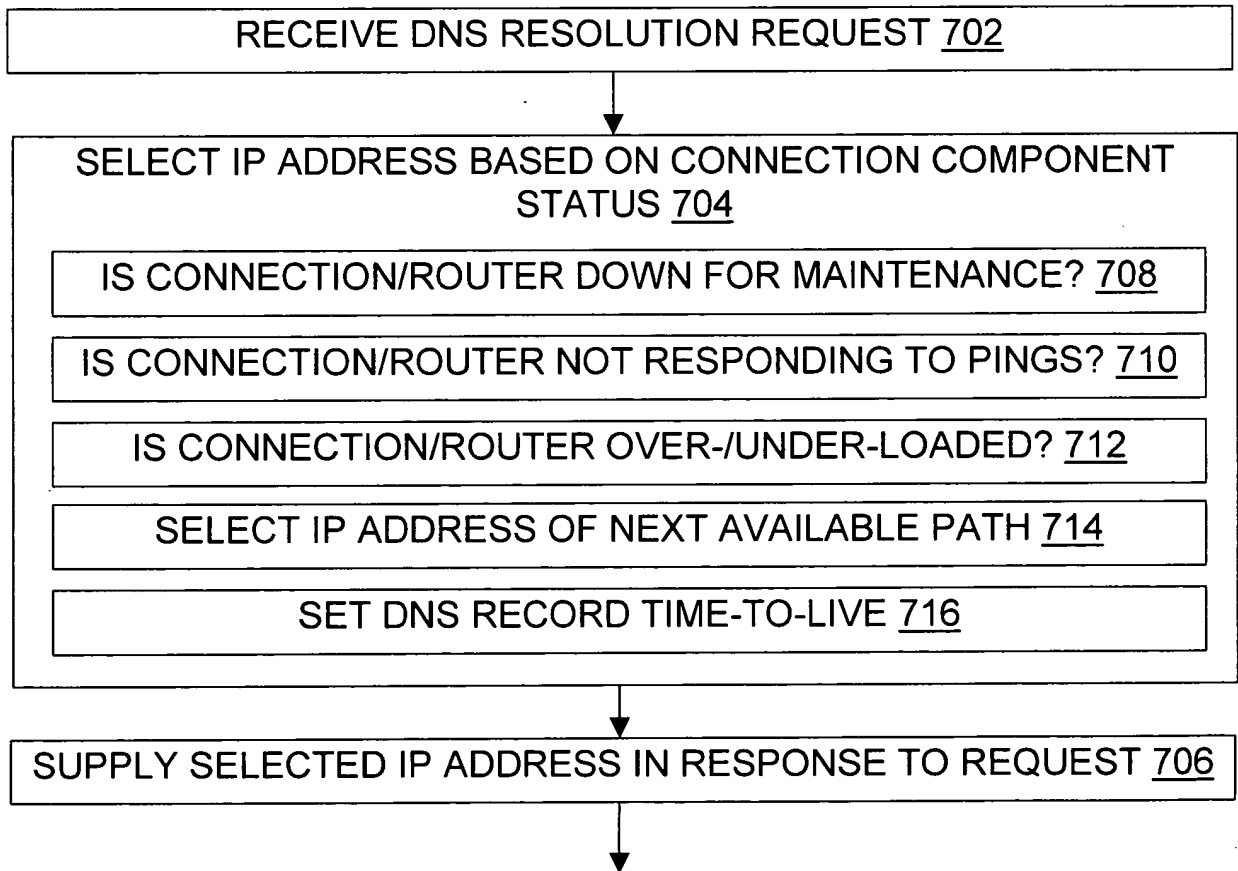 RECEIVE DNS RESOLUTION REQUEST 702
SELECT IP ADDRESS BASED ON CONNECTION COMPONENT
STATUS 704
IS CONNECTION/ROUTER DOWN FOR MAINTENANCE? 708
IS CONNECTION/ROUTER NOT RESPONDING TO PINGS? 710
IS CONNECTION/ROUTER OVER-/UNDER-LOADED? 712
SELECT IP ADDRESS OF NEXT AVAILABLE PATH 714
SET DNS RECORD TIME-TO-LIVE 716
SUPPLY SELECTED IP ADDRESS IN RESPONSE TO REQUEST 706